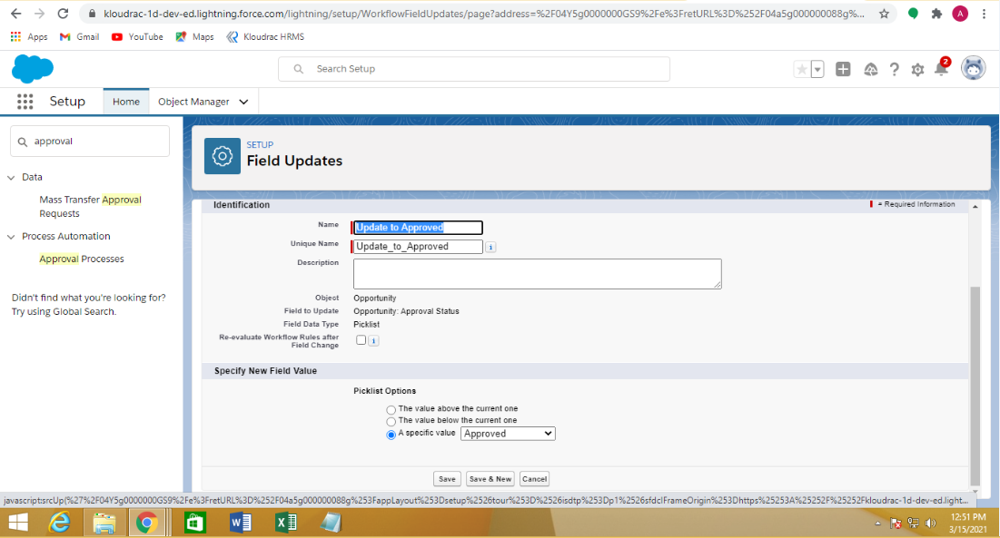 kloudrac-1d-dev-ed.lightning.force.com/lightning/setup/WorkflowFieldUpdates/page?address=%2F04Y5g0000000GS9%2Fe%3FretURL%3D%252F04a5g000000088g%...
A
Apps
Gmail
YouTube
Maps
Kloudrac HRMS
Search Setup
2
Setup
Home
Object Manager
approval
Data
Mass Transfer Approval
Requests
Process Automation
Approval Processes
Didn't find what you're looking for?
Try using Global Search.
SETUP
Field Updates
Identification
= Required Information
Name
Update to Approved
Unique Name
Update_to_Approved
i
Description
Object
Opportunity
Field to Update
Opportunity: Approval Status
Field Data Type
Picklist
Re-evaluate Workflow Rules after
Field Change
i
Specify New Field Value
Picklist Options
The value above the current one
The value below the current one
A specific value
Approved
Save
Save & New
Cancel
javascript:srcUp(%27%2F04Y5g0000000GS9%2Fe%3FretURL%3D%252F04a5g000000088g%253FappLayout%253Dsetup%2526tour%253D%2526isdtp%253Dp1%2526sfdcIFrameOrigin%253Dhttps%25253A%25252F%25252Fkloudrac-1d-dev-ed.light...
12:51 PM
3/15/2021